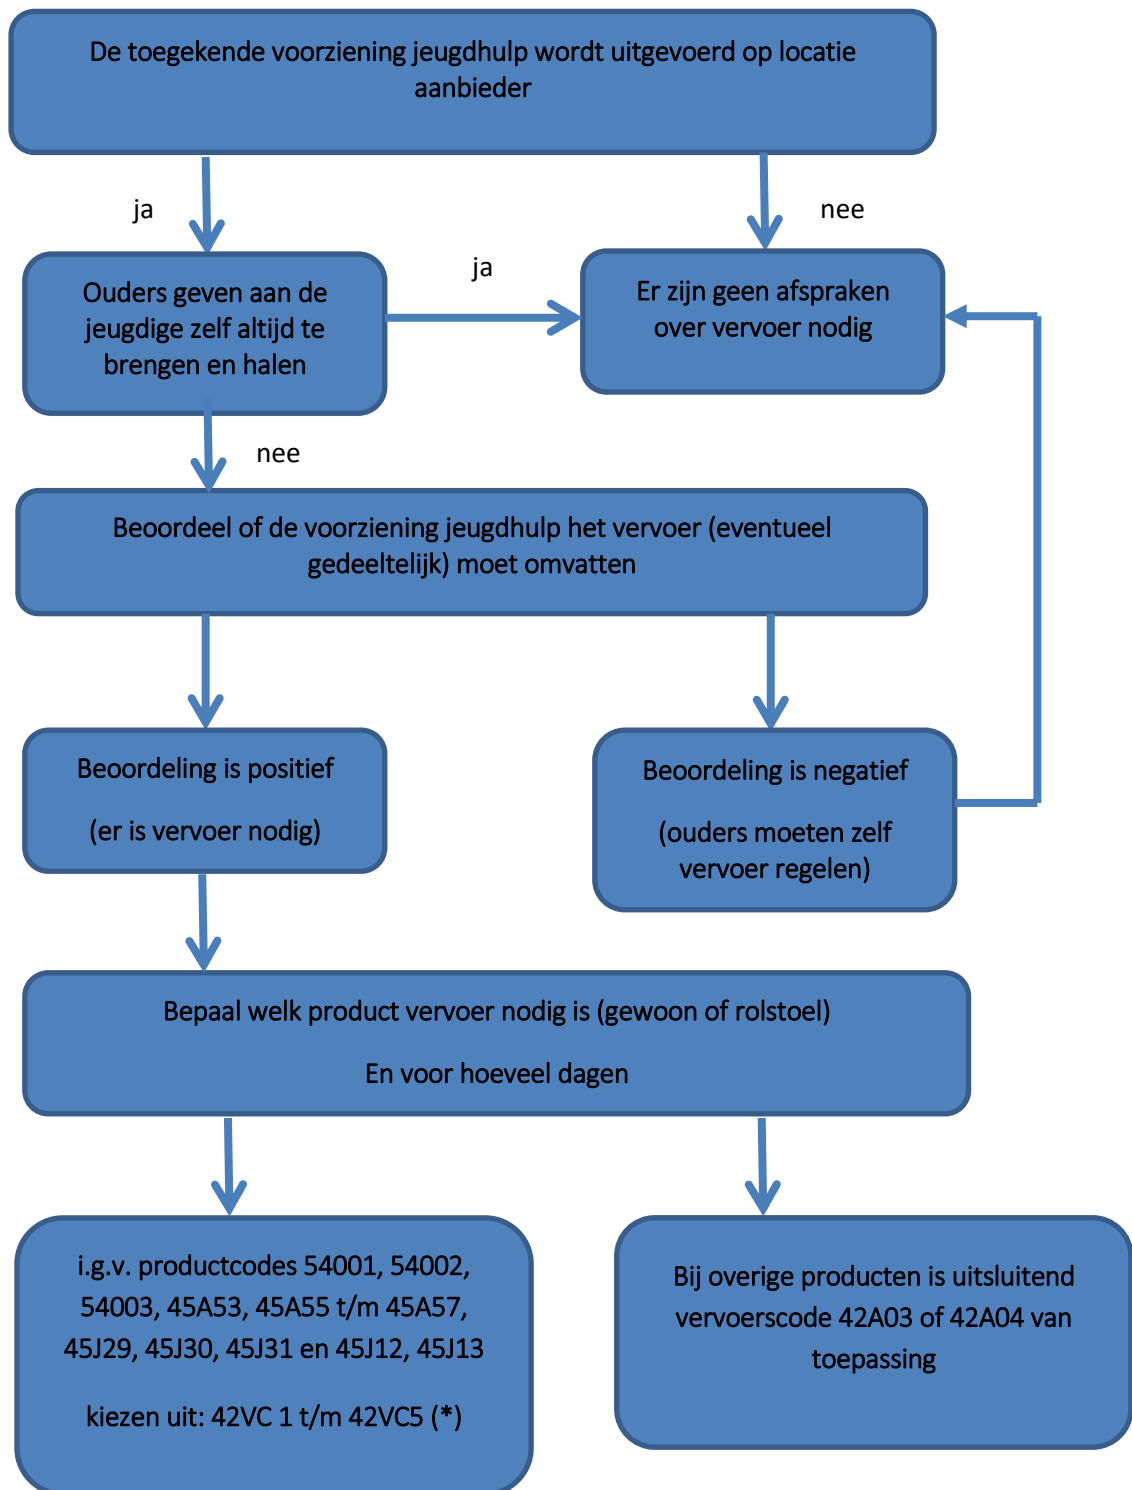 De toegekende voorziening jeugdhulp wordt uitgevoerd op locatie
aanbieder
ja
nee
Ouders geven aan de
jeugdige zelf altijd te
brengen en halen
ja
Er zijn geen afspraken
over vervoer nodig
nee
Beoordeel of de voorziening jeugdhulp het vervoer (eventueel
gedeeltelijk) moet omvatten
Beoordeling is positief
(er is vervoer nodig)
Beoordeling is negatief
(ouders moeten zelf
vervoer regelen)
Bepaal welk product vervoer nodig is (gewoon of rolstoel)
En voor hoeveel dagen
i.g.v. productcodes 54001, 54002,
54003, 45A53, 45A55 t/m 45A57,
45J29, 45J30, 45J31 en 45J12, 45J13
kiezen uit: 42VC 1 t/m 42VC5 (*)
Bij overige producten is uitsluitend
vervoerscode 42A03 of 42A04 van
toepassing